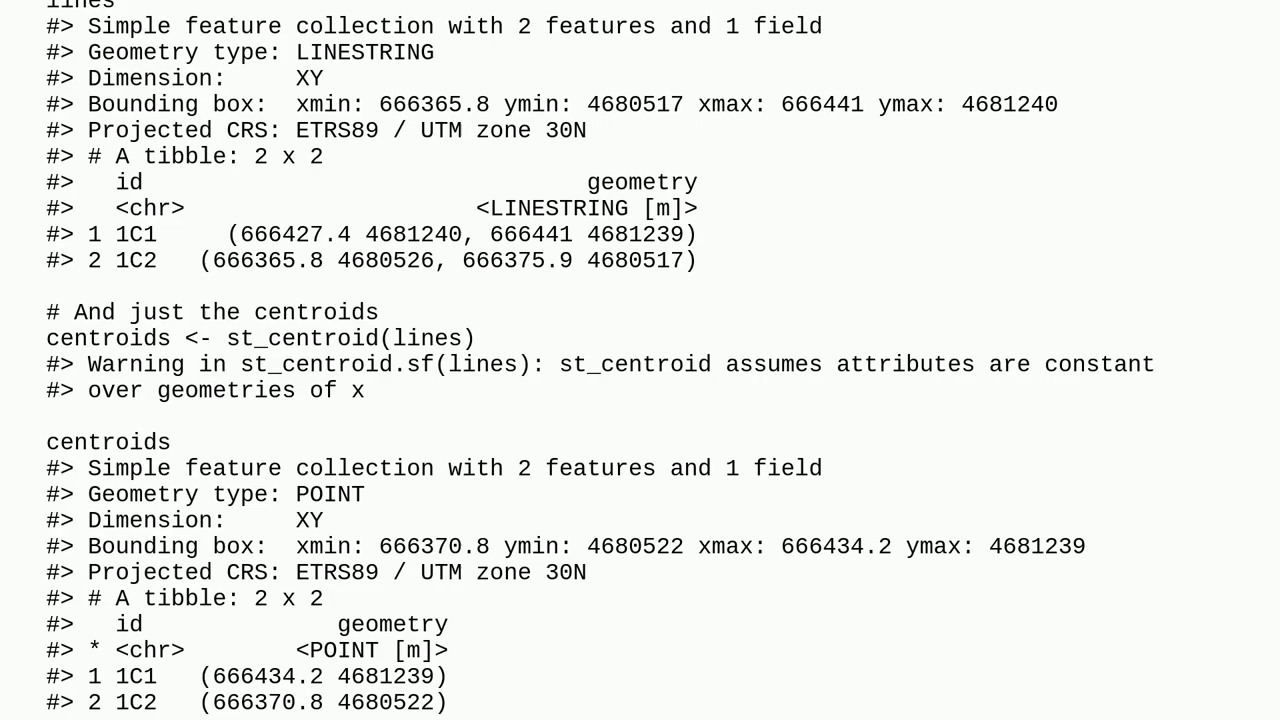 lines
#> Simple feature collection with 2 features and 1 field
#> Geometry type: LINESTRING
#> Dimension:     XY
#> Bounding box:  xmin: 666365.8 ymin: 4680517 xmax: 666441 ymax: 4681240
#> Projected CRS: ETRS89 / UTM zone 30N
#> # A tibble: 2 x 2
#>   id                                geometry
#>   <chr>                     <LINESTRING [m]>
#> 1 1C1     (666427.4 4681240, 666441 4681239)
#> 2 1C2   (666365.8 4680526, 666375.9 4680517)

# And just the centroids
centroids <- st_centroid(lines)
#> Warning in st_centroid.sf(lines): st_centroid assumes attributes are constant
#> over geometries of x

centroids
#> Simple feature collection with 2 features and 1 field
#> Geometry type: POINT
#> Dimension:     XY
#> Bounding box:  xmin: 666370.8 ymin: 4680522 xmax: 666434.2 ymax: 4681239
#> Projected CRS: ETRS89 / UTM zone 30N
#> # A tibble: 2 x 2
#>   id              geometry
#> * <chr>        <POINT [m]>
#> 1 1C1   (666434.2 4681239)
#> 2 1C2   (666370.8 4680522)